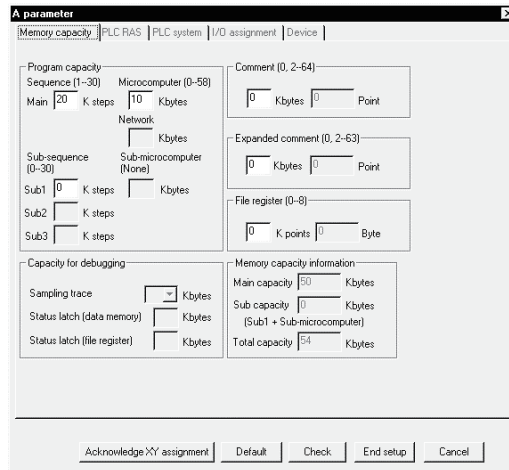 A parameter
Memory capacity PLC RAS PLC system I/O assignment Device
Program capacity
Sequence (1~30) Microcomputer (0~58)
Main 20 K steps 10 Kbytes
Network
Kbytes
Sub-sequence (0~30) Sub-microcomputer (None)
Sub1 0 K steps Kbytes
Sub2 K steps
Sub3 K steps
Comment (0, 2~64)
0 Kbytes 0 Point
Expanded comment (0, 2~63)
0 Kbytes 0 Point
File register (0~8)
0 K points 0 Byte
Capacity for debugging
Sampling trace Kbytes
Status latch (data memory) Kbytes
Status latch (file register) Kbytes
Memory capacity information
Main capacity 50 Kbytes
Sub capacity 0 Kbytes
(Sub1 + Sub-microcomputer)
Total capacity 54 Kbytes
Acknowledge XY assignment Default Check End setup Cancel